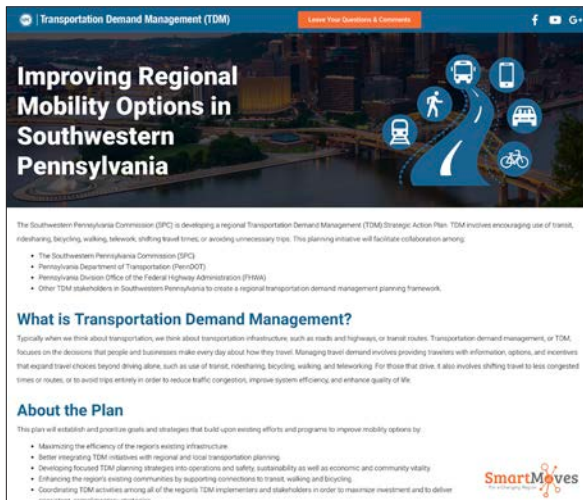 Transportation Demand Management (TDM)
Leave Your Questions & Comments
Improving Regional
Mobility Options in
Southwestern
Pennsylvania
The Southwestern Pennsylvania Commission (SPC) is developing a regional Transportation Demand Management (TDM) Strategic Action Plan. TDM involves encouraging use of transit,
ridesharing, bicycling, walking, telework, shifting travel times, or avoiding unnecessary trips. This planning initiative will facilitate collaboration among:
• The Southwestern Pennsylvania Commission (SPC)
• Pennsylvania Department of Transportation (PennDOT)
• Pennsylvania Division Office of the Federal Highway Administration (FHWA)
• Other TDM stakeholders in Southwestern Pennsylvania to create a regional transportation demand management planning framework.
What is Transportation Demand Management?
Typically when we think about transportation, we think about transportation infrastructure, such as roads and highways, or transit routes. Transportation demand management, or TDM,
focuses on the decisions that people and businesses make every day about how they travel. Managing travel demand involves providing travelers with information, options, and incentives
that expand travel choices beyond driving alone, such as use of transit, ridesharing, bicycling, walking, and teleworking. For those that drive, it also involves shifting travel to less congested
times or routes, or to avoid trips entirely in order to reduce traffic congestion, improve system efficiency, and enhance quality of life.
About the Plan
This plan will establish and prioritize goals and strategies that build upon existing efforts and programs to improve mobility options by:
• Maximizing the efficiency of the region's existing infrastructure
• Better integrating TDM initiatives with regional and local transportation planning
• Developing focused TDM planning strategies into operations and safety, sustainability as well as economic and community vitality
• Enhancing the region's existing communities by supporting connections to transit, walking and bicycling
• Coordinating TDM activities among all of the region's TDM implementers and stakeholders in order to maximize investment and to deliver
SmartMoves